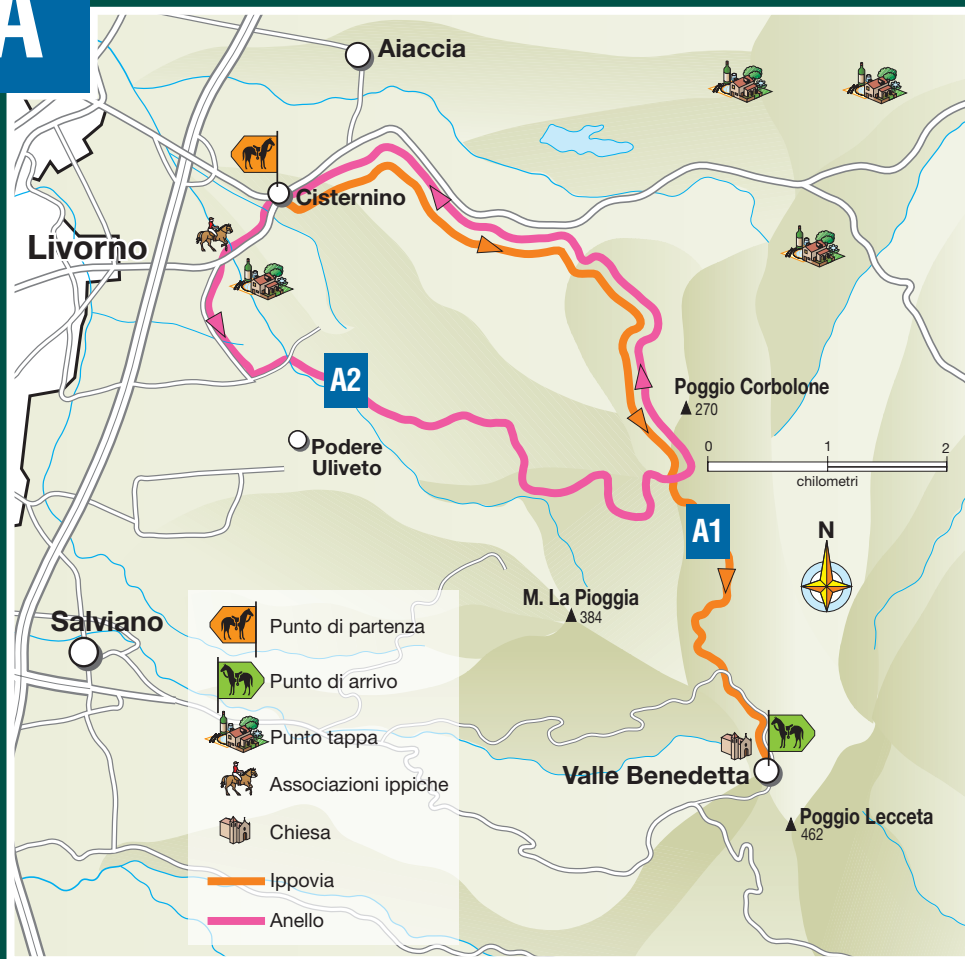 A
Aiaccia
Cisternino
Livorno
A2
Poggio Corbolone
270
Podere
Uliveto
0 1 2
chilometri
A1
N
M. La Pioggia
384
Salviano
Punto di partenza
Punto di arrivo
Punto tappa
Associazioni ippiche
Chiesa
Ippovia
Anello
Valle Benedetta
Poggio Lecceta
462